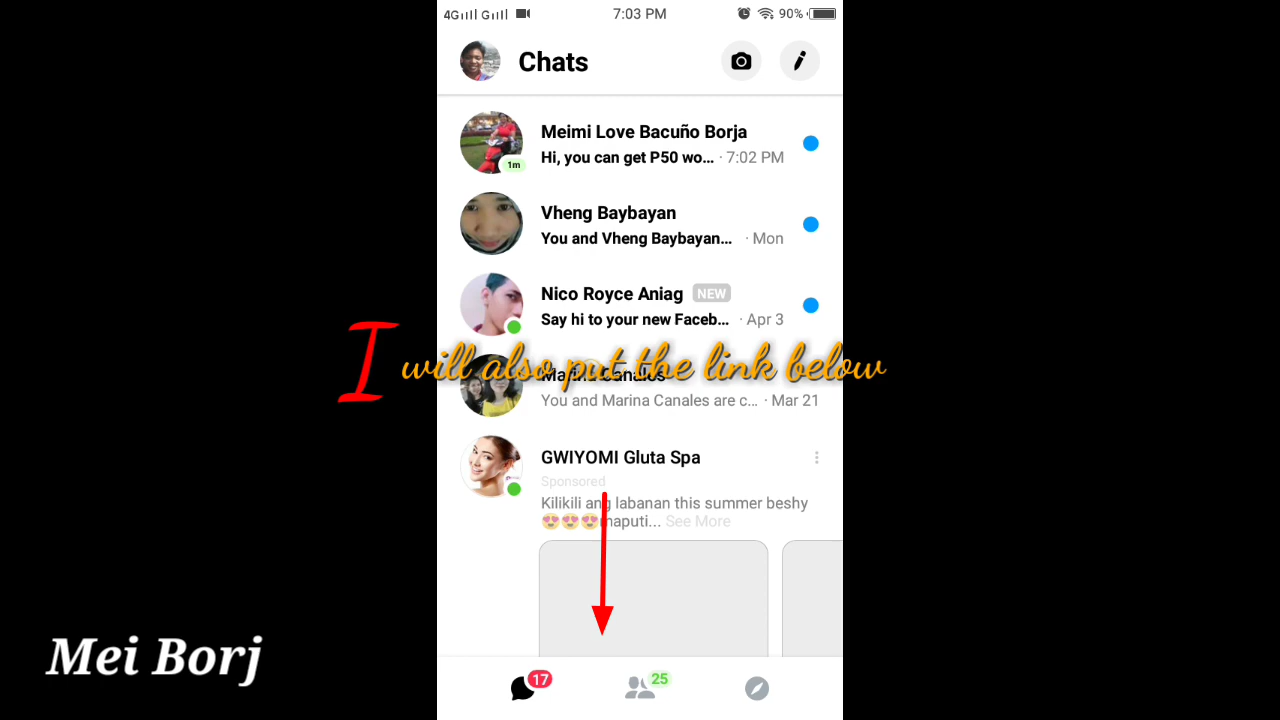 4G G 7:03 PM 90%
Chats
Meimi Love Bacuño Borja
1m
Hi, you can get P50 wo... · 7:02 PM
Vheng Baybayan
You and Vheng Baybayan... · Mon
Nico Royce Aniag NEW
Say hi to your new Faceb... · Apr 3
I will also put the link below
Marina Canales
You and Marina Canales are c... · Mar 21
GWIYOMI Gluta Spa
Sponsored
Kilikili ang labanan this summer beshy
😍😍😍maputi... See More
Mei Borj
17 25